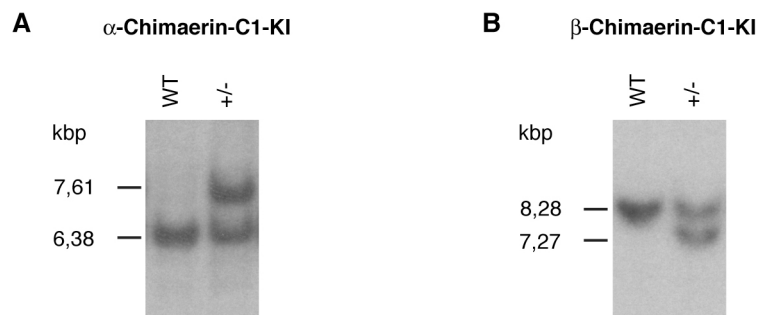 A
α-Chimaerin-C1-KI
WT
+/-
kbp
7,61
6,38
B
β-Chimaerin-C1-KI
WT
+/-
kbp
8,28
7,27